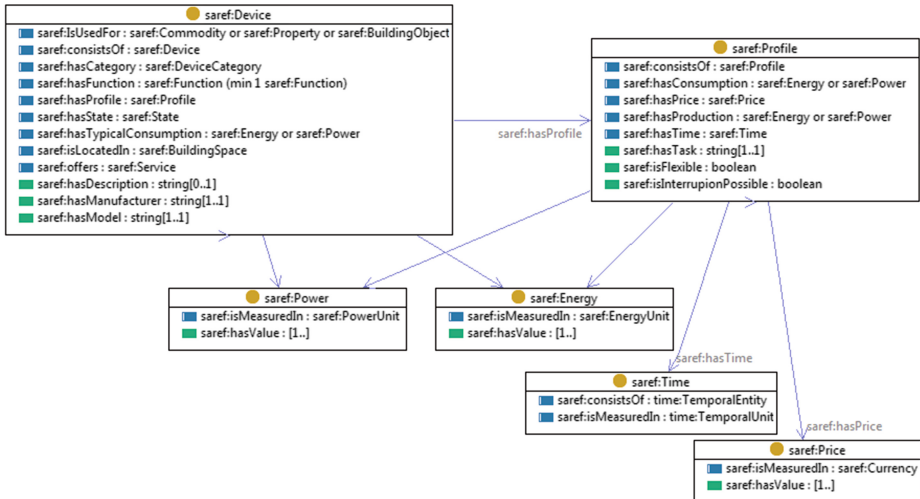 saref:Device
saref:IsUsedFor : saref:Commodity or saref:Property or saref:BuildingObject
saref:consistsOf : saref:Device
saref:hasCategory : saref:DeviceCategory
saref:hasFunction : saref:Function (min 1 saref:Function)
saref:hasProfile : saref:Profile
saref:hasState : saref:State
saref:hasTypicalConsumption : saref:Energy or saref:Power
saref:isLocatedIn : saref:BuildingSpace
saref:offers : saref:Service
saref:hasDescription : string[0..1]
saref:hasManufacturer : string[1..1]
saref:hasModel : string[1..1]
saref:hasProfile
saref:Profile
saref:consistsOf : saref:Profile
saref:hasConsumption : saref:Energy or saref:Power
saref:hasPrice : saref:Price
saref:hasProduction : saref:Energy or saref:Power
saref:hasTime : saref:Time
saref:hasTask : string[1..1]
saref:isFlexible : boolean
saref:isInterrupionPossible : boolean
saref:Power
saref:isMeasuredIn : saref:PowerUnit
saref:hasValue : [1..]
saref:Energy
saref:isMeasuredIn : saref:EnergyUnit
saref:hasValue : [1..]
saref:hasTime
saref:Time
saref:consistsOf : time:TemporalEntity
saref:isMeasuredIn : time:TemporalUnit
saref:hasPrice
saref:Price
saref:isMeasuredIn : saref:Currency
saref:hasValue : [1..]